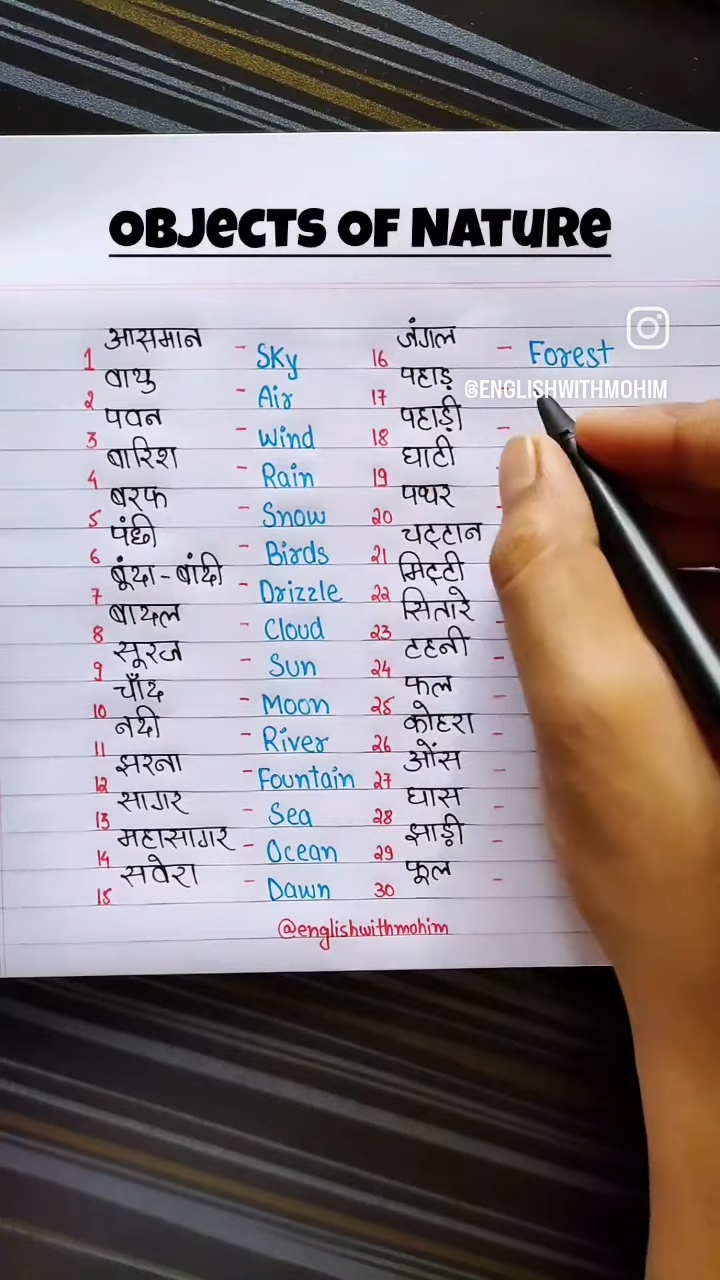 OBJECTS OF NATURE
1 आसमान - Sky
2 वायु - Air
3 पवन - Wind
4 बारिश - Rain
5 बरफ - Snow
6 पंछी - Birds
7 बूंदा-बांदी - Drizzle
8 बादल - Cloud
9 सूरज - Sun
10 चाँद - Moon
11 नदी - River
12 झरना - Fountain
13 सागर - Sea
14 महासागर - Ocean
15 सवेरा - Dawn
16 जंगल - Forest
17 पहाड़ -
@ENGLISHWITHMOHIM
18 पहाड़ी -
19 घाटी -
20 पथर -
21 चट्टान
22 मिट्टी
23 सितारे -
24 टहनी -
25 फल -
26 कोहरा -
27 ओंस -
28 घास -
29 झाड़ी -
30 फूल -
@englishwithmohim